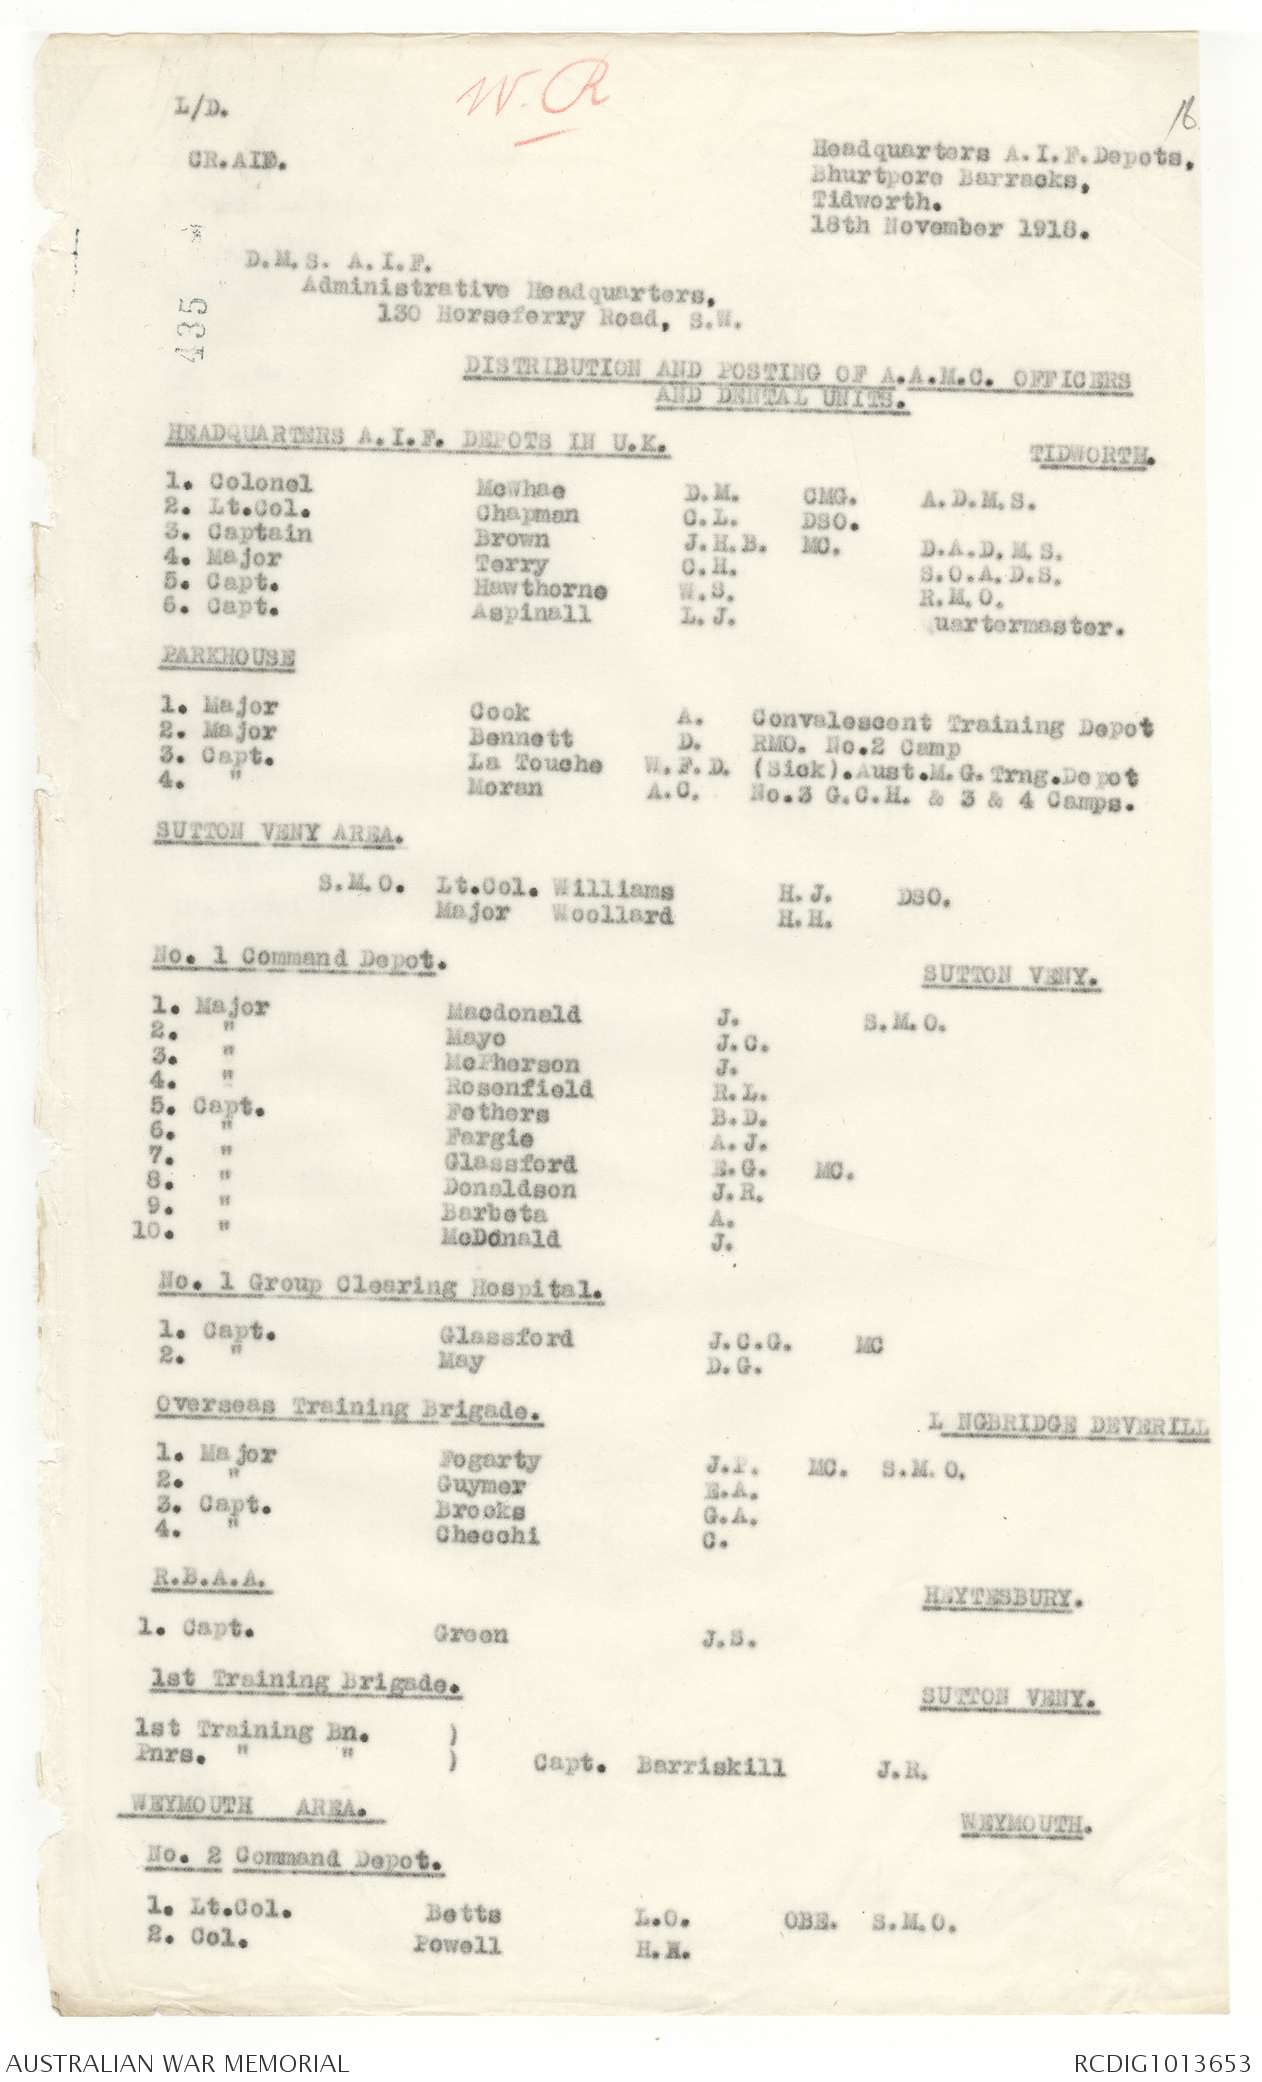 W.R
16
L/D.
CR.AIF.
Headquarters A.I.F.Depots,
Bhurtpore Barracks,
Tidworth.
18th November 1918.
435
D.M.S. A.I.F.
Administrative Headquarters,
130 Horseferry Road, S.W.
DISTRIBUTION AND POSTING OF A.A.M.C. OFFICERS
AND DENTAL UNITS.
HEADQUARTERS A.I.F. DEPOTS IN U.K. TIDWORTH.
1. Colonel McWhae D.M. CMG. A.D.M.S.
2. Lt.Col. Chapman C.L. DSO.
3. Captain Brown J.H.B. MC. D.A.D.M.S.
4. Major Terry C.H. S.O.A.D.S.
5. Capt. Hawthorne W.S. R.M.O.
6. Capt. Aspinall L.J. Quartermaster.
PARKHOUSE
1. Major Cook A. Convalescent Training Depot
2. Major Bennett D. RMO. No.2 Camp
3. Capt. La Touche W.F.D. (Sick).Aust.M.G.Trng.Depot
4. " Moran A.C. No.3 G.C.H. & 3 & 4 Camps.
SUTTON VENY AREA.
S.M.O. Lt.Col. Williams H.J. DSO.
Major Woollard H.H.
No. 1 Command Depot. SUTTON VENY.
1. Major Macdonald J. S.M.O.
2. " Mayo J.C.
3. " McPherson J.
4. " Rosenfield R.L.
5. Capt. Fethers B.D.
6. " Fargie A.J.
7. " Glassford E.G. MC.
8. " Donaldson J.R.
9. " Barbeta A.
10. " McDonald J.
No. 1 Group Clearing Hospital.
1. Capt. Glassford J.C.G. MC
2. " May D.G.
Overseas Training Brigade. L NGBRIDGE DEVERILL
1. Major Fogarty J.P. MC. S.M.O.
2. " Guymer E.A.
3. Capt. Brooks G.A.
4. " Checchi C.
R.B.A.A. HEYTESBURY.
1. Capt. Green J.S.
1st Training Brigade. SUTTON VENY.
1st Training Bn. )
Pnrs. " " ) Capt. Barriskill J.R.
WEYMOUTH AREA. WEYMOUTH.
No. 2 Command Depot.
1. Lt.Col. Betts L.O. OBE. S.M.O.
2. Col. Powell H.
AUSTRALIAN WAR MEMORIAL RCDIG1013653